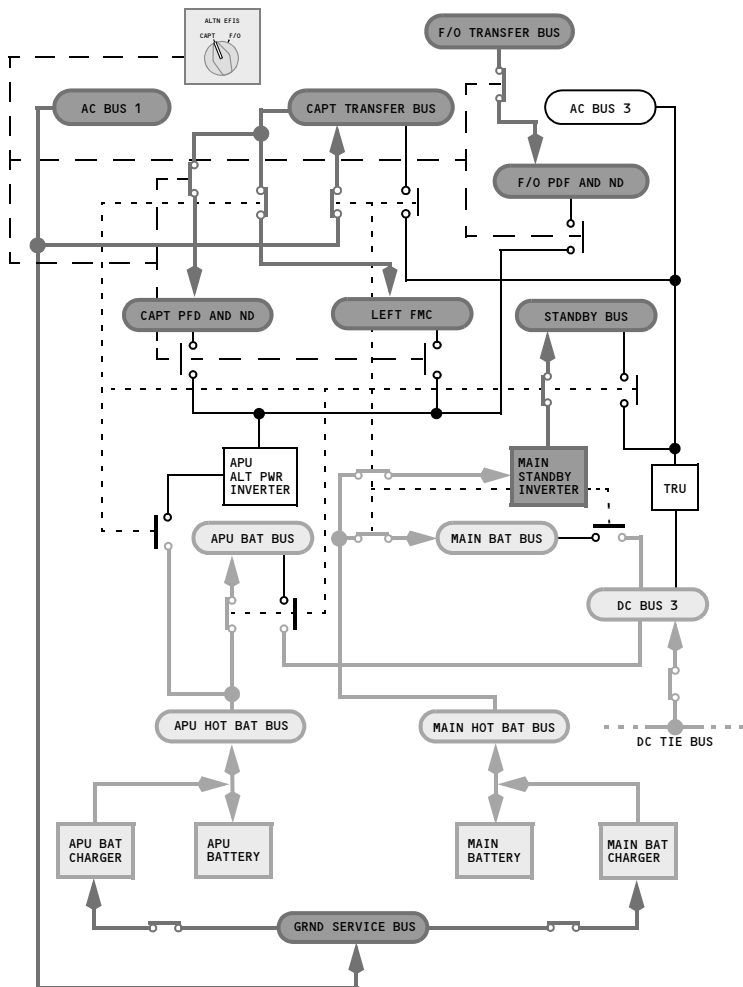 ALTN EFIS
CAPT F/O
F/O TRANSFER BUS
AC BUS 1
CAPT TRANSFER BUS
AC BUS 3
F/O PDF AND ND
CAPT PFD AND ND
LEFT FMC
STANDBY BUS
APU
ALT PWR
INVERTER
MAIN
STANDBY
INVERTER
TRU
APU BAT BUS
MAIN BAT BUS
DC BUS 3
APU HOT BAT BUS
MAIN HOT BAT BUS
DC TIE BUS
APU BAT
CHARGER
APU
BATTERY
MAIN
BATTERY
MAIN BAT
CHARGER
GRND SERVICE BUS